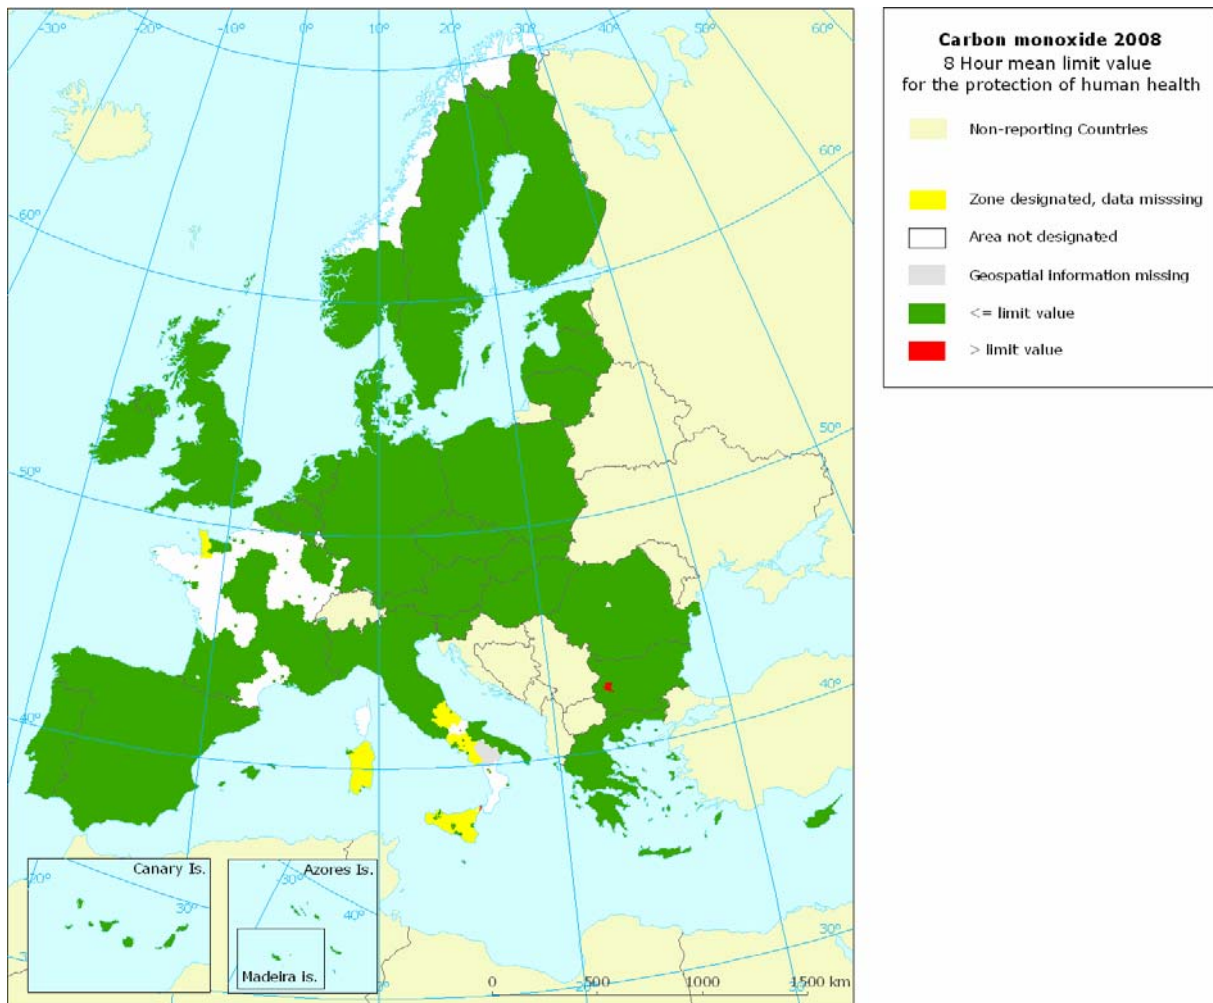 -30°
-20°
-10°
0°
10°
20°
30°
40°
50°
60°
60°
60°
50°
50°
40°
40°
Canary Is.
-20°
30°
Azores Is.
-30°
40°
Madeira is.
0
500
1000
1500 km
30°
Carbon monoxide 2008
8 Hour mean limit value
for the protection of human health
Non-reporting Countries
Zone designated, data misssing
Area not designated
Geospatial information missing
<= limit value
> limit value